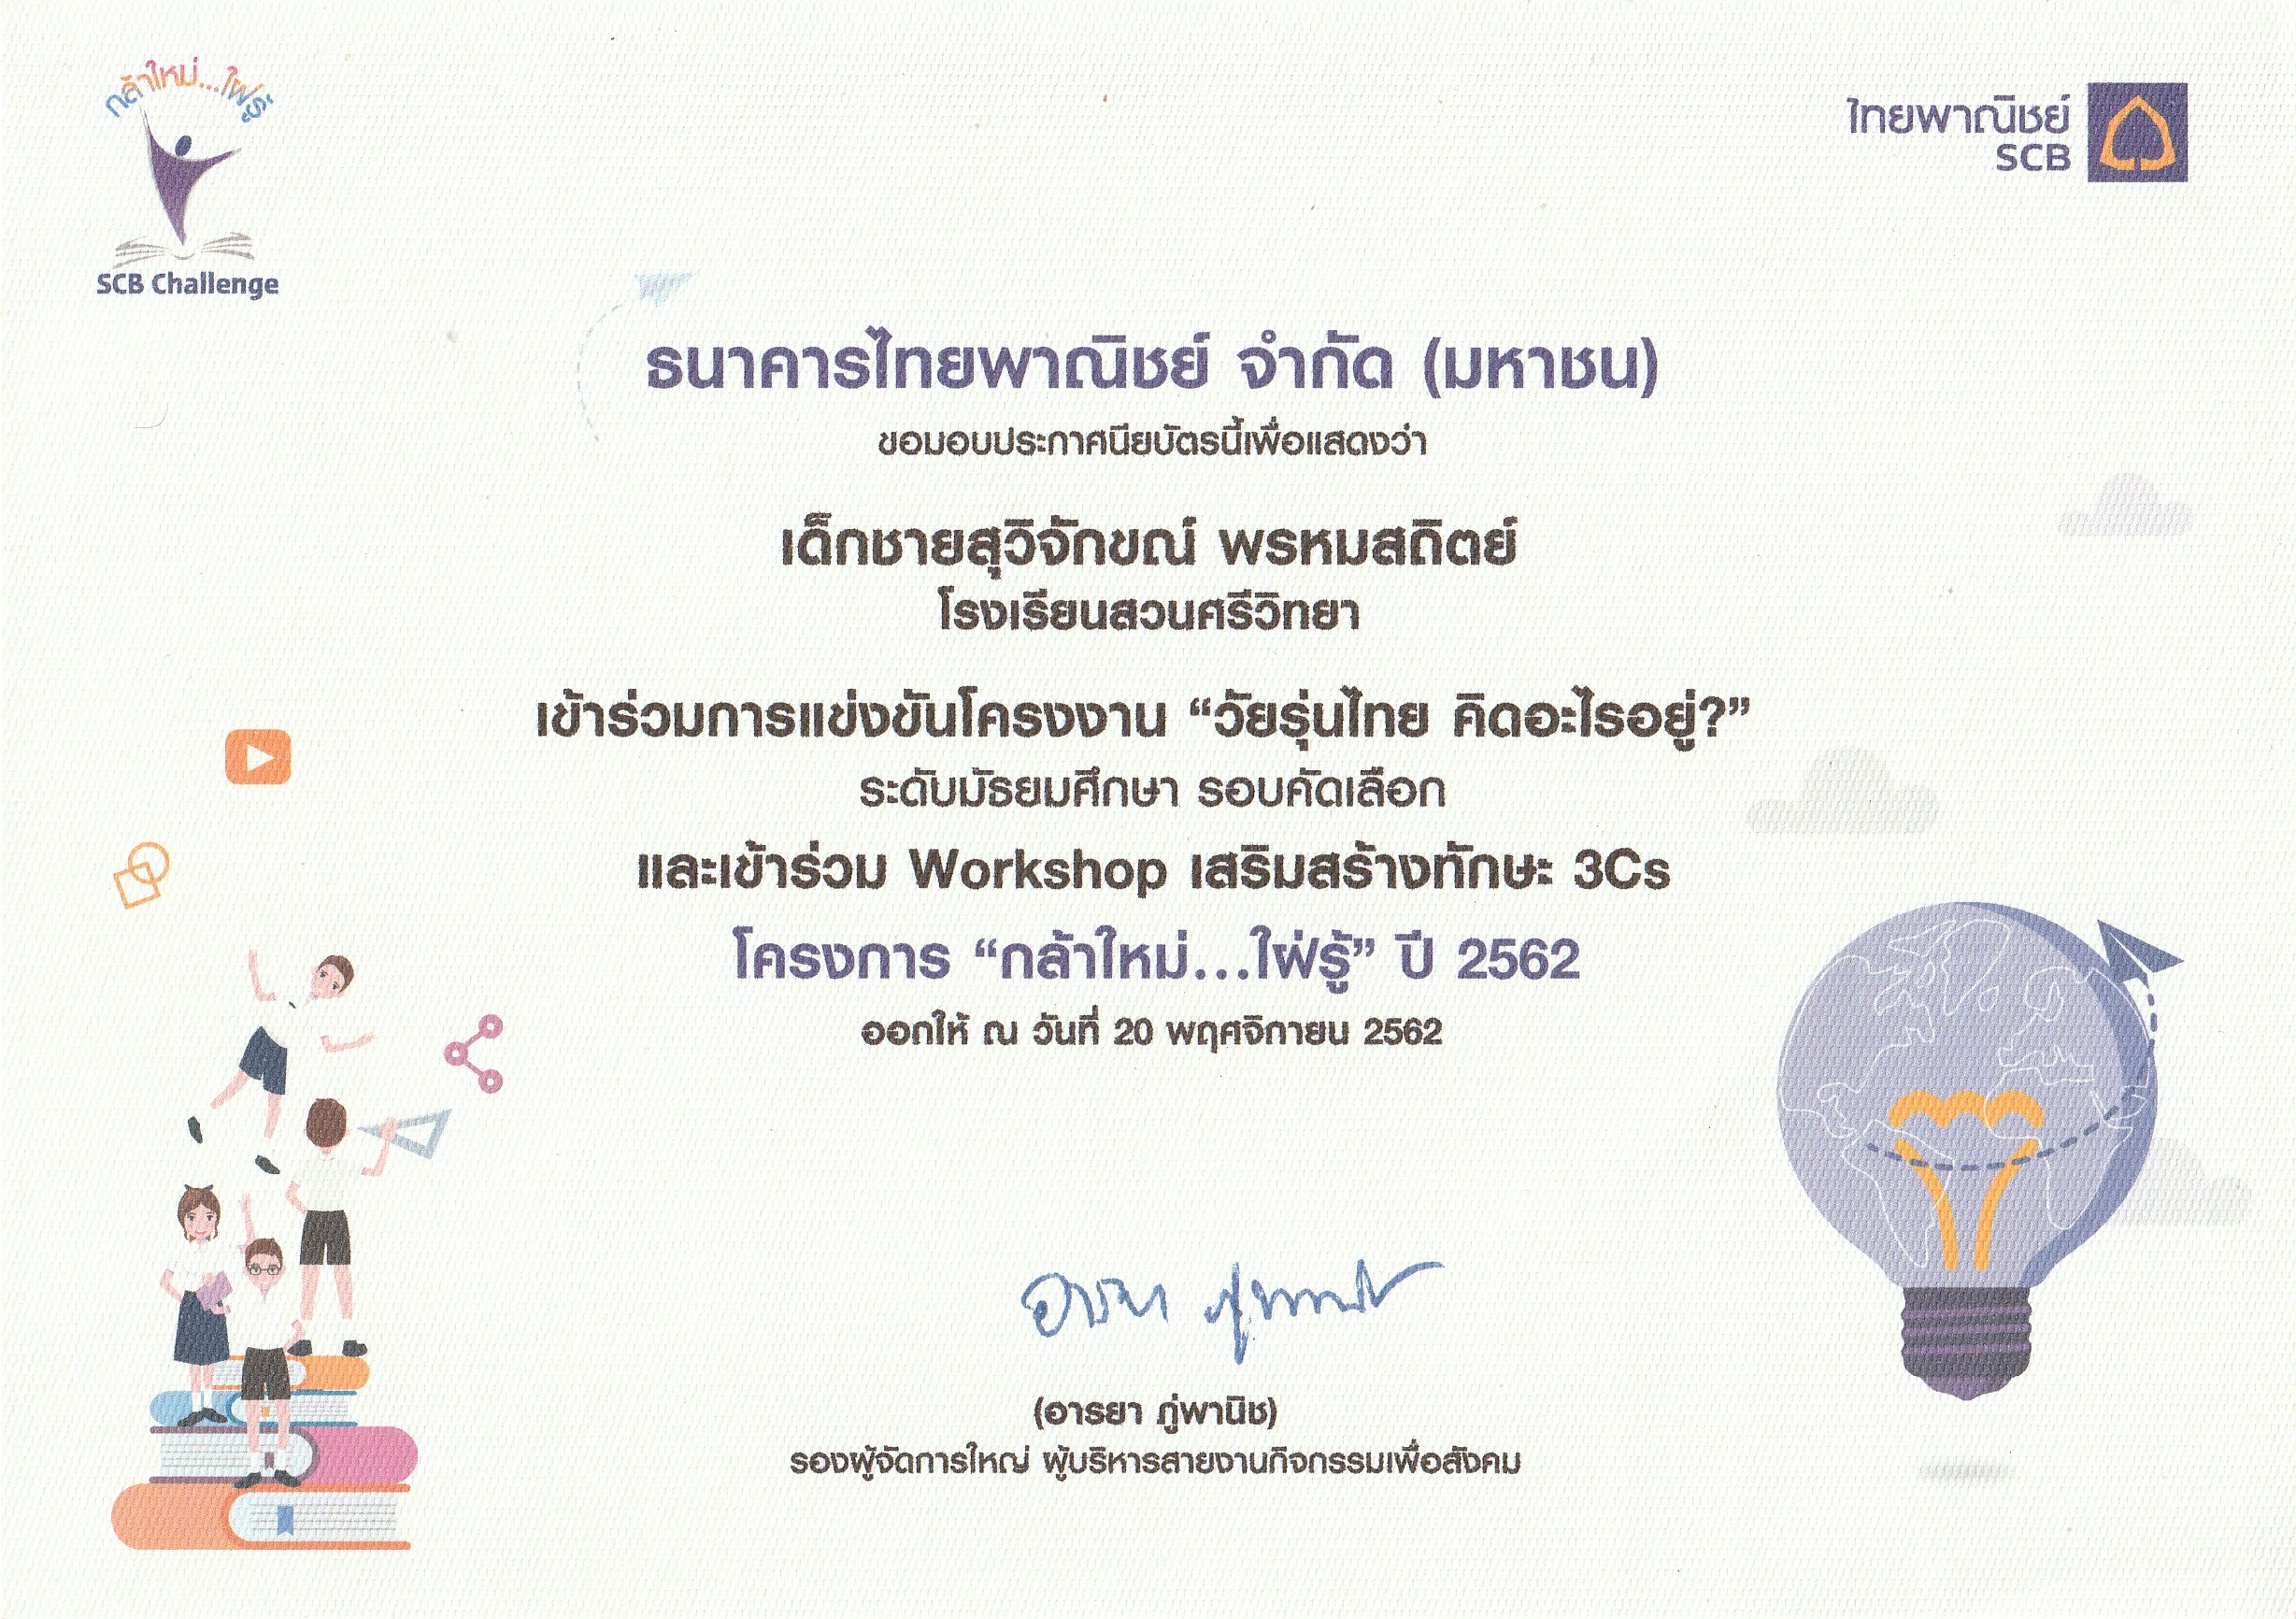 กล้าใหม่...ใฝ่รู้
SCB Challenge
ไทยพาณิชย์
SCB
ธนาคารไทยพาณิชย์ จำกัด (มหาชน)
ขอมอบประกาศนียบัตรนี้เพื่อแสดงว่า
เด็กชายสุวิจักขณ์ พรหมสถิตย์
โรงเรียนสวนศรีวิทยา
เข้าร่วมการแข่งขันโครงงาน “วัยรุ่นไทย คิดอะไรอยู่?”
ระดับมัธยมศึกษา รอบคัดเลือก
และเข้าร่วม Workshop เสริมสร้างทักษะ 3Cs
โครงการ “กล้าใหม่...ใฝ่รู้” ปี 2562
ออกให้ ณ วันที่ 20 พฤศจิกายน 2562
อารยา ภู่พานิช
(อารยา ภู่พานิช)
รองผู้จัดการใหญ่ ผู้บริหารสายงานกิจกรรมเพื่อสังคม